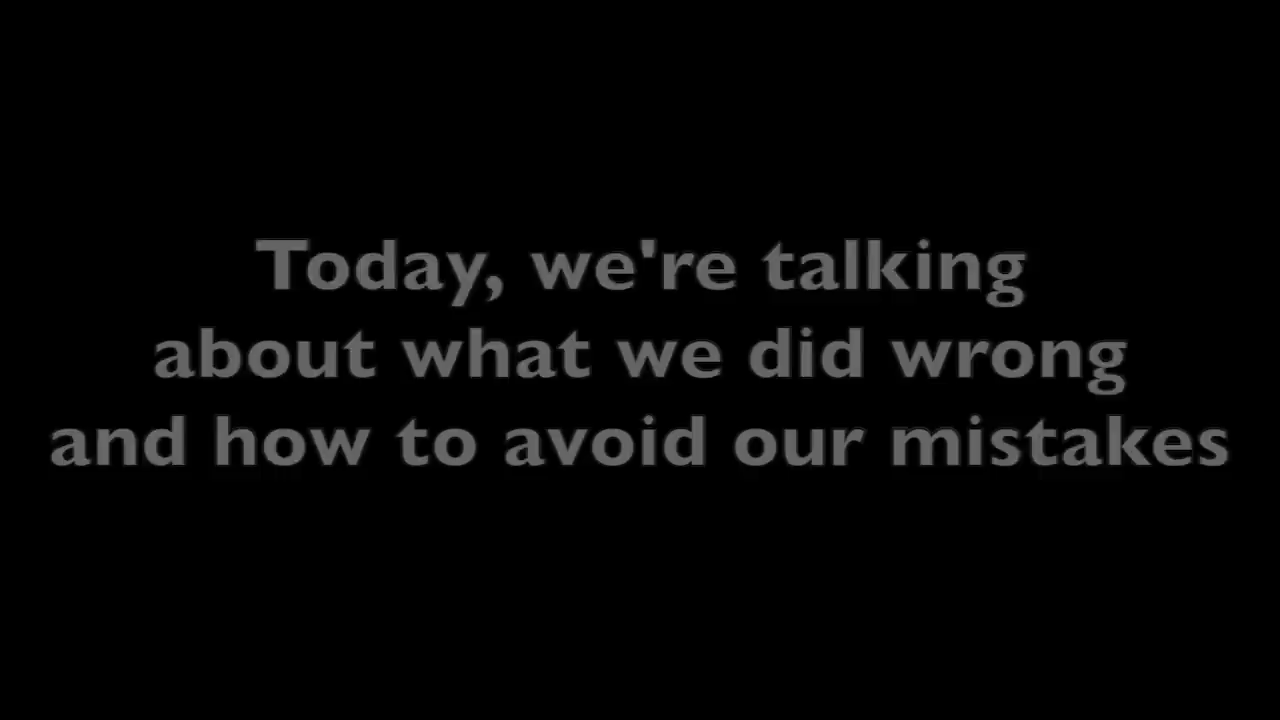 Today, we're talking
about what we did wrong
and how to avoid our mistakes